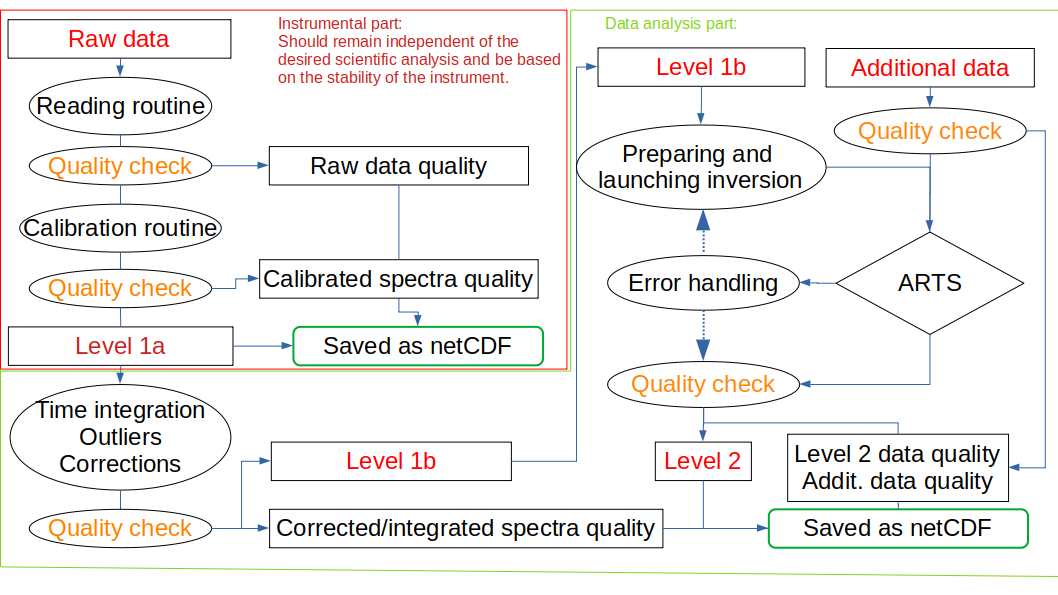 Raw data
Instrumental part:
Should remain independent of the
desired scientific analysis and be based
on the stability of the instrument.
Reading routine
Quality check
Raw data quality
Calibration routine
Quality check
Calibrated spectra quality
Level 1a
Saved as netCDF
Time integration
Outliers
Corrections
Level 1b
Quality check
Corrected/integrated spectra quality
Data analysis part:
Level 1b
Additional data
Quality check
Preparing and
launching inversion
Error handling
ARTS
Quality check
Level 2
Level 2 data quality
Addit. data quality
Saved as netCDF